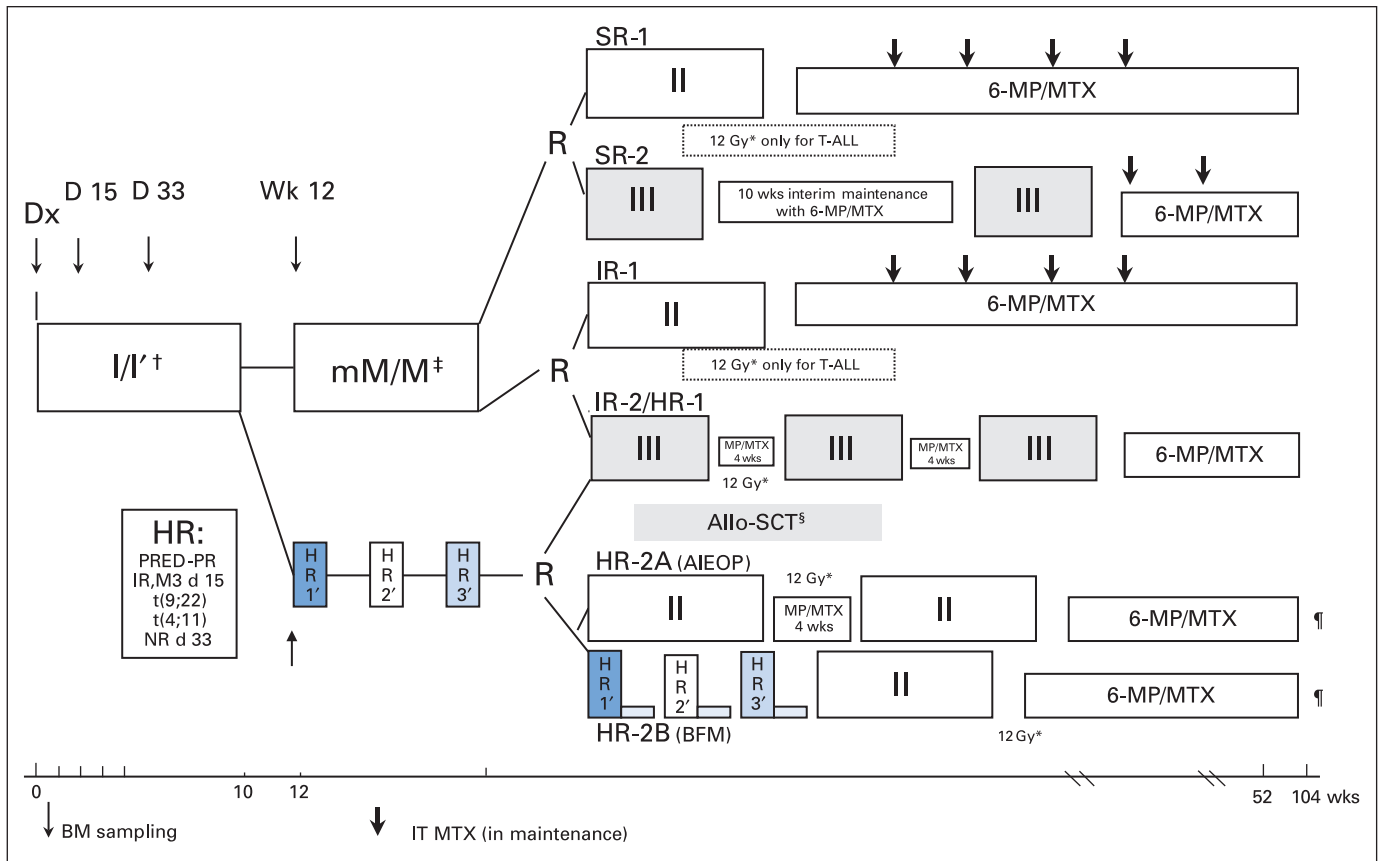 SR-1
II
6-MP/MTX
12 Gy* only for T-ALL
SR-2
III
10 wks interim maintenance
with 6-MP/MTX
III
6-MP/MTX
Dx
D 15
D 33
Wk 12
R
IR-1
II
6-MP/MTX
12 Gy* only for T-ALL
I/I′ †
mM/M‡
R
IR-2/HR-1
III
MP/MTX
4 wks
12 Gy*
III
MP/MTX
4 wks
III
6-MP/MTX
Allo-SCT§
HR:
PRED-PR
IR,M3 d 15
t(9;22)
t(4;11)
NR d 33
H
R
1′
H
R
2′
H
R
3′
R
HR-2A (AIEOP)
II
12 Gy*
MP/MTX
4 wks
II
6-MP/MTX
¶
H
R
1′
H
R
2′
H
R
3′
II
6-MP/MTX
¶
HR-2B (BFM)
12 Gy*
0
10
12
52
104 wks
BM sampling
IT MTX (in maintenance)